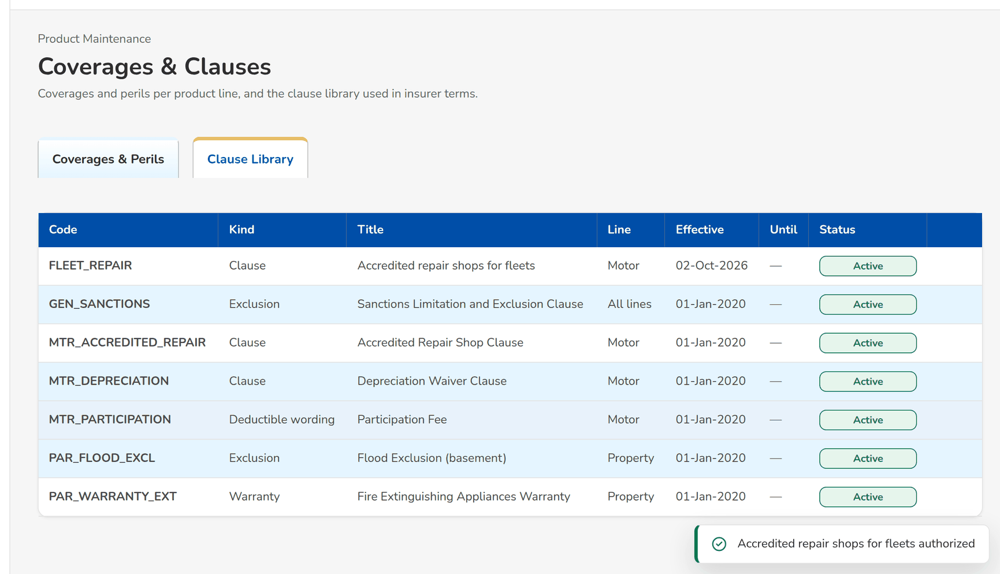 Product Maintenance
Coverages & Clauses
Coverages and perils per product line, and the clause library used in insurer terms.
Coverages & Perils Clause Library
Code Kind Title Line Effective Until Status
FLEET_REPAIR Clause Accredited repair shops for fleets Motor 02-Oct-2026 — Active
GEN_SANCTIONS Exclusion Sanctions Limitation and Exclusion Clause All lines 01-Jan-2020 — Active
MTR_ACCREDITED_REPAIR Clause Accredited Repair Shop Clause Motor 01-Jan-2020 — Active
MTR_DEPRECIATION Clause Depreciation Waiver Clause Motor 01-Jan-2020 — Active
MTR_PARTICIPATION Deductible wording Participation Fee Motor 01-Jan-2020 — Active
PAR_FLOOD_EXCL Exclusion Flood Exclusion (basement) Property 01-Jan-2020 — Active
PAR_WARRANTY_EXT Warranty Fire Extinguishing Appliances Warranty Property 01-Jan-2020 — Active
Accredited repair shops for fleets authorized